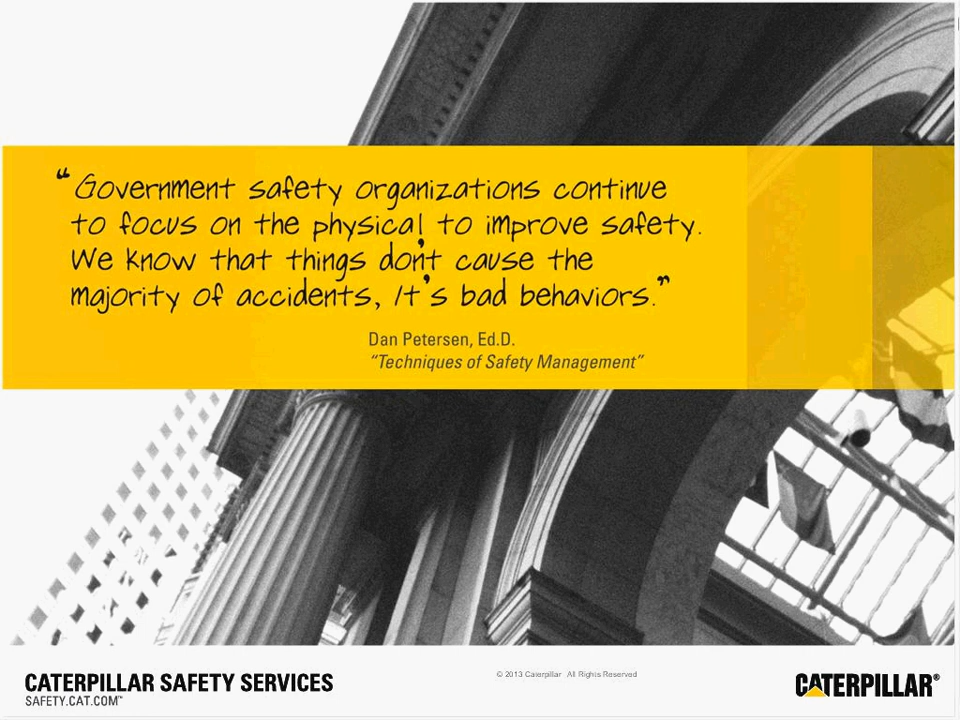 “Government safety organizations continue
to focus on the physical to improve safety.
We know that things don't cause the
majority of accidents, It's bad behaviors.”
Dan Petersen, Ed.D.
“Techniques of Safety Management”
CATERPILLAR SAFETY SERVICES
SAFETY.CAT.COM™
© 2013 Caterpillar All Rights Reserved
CATERPILLAR®